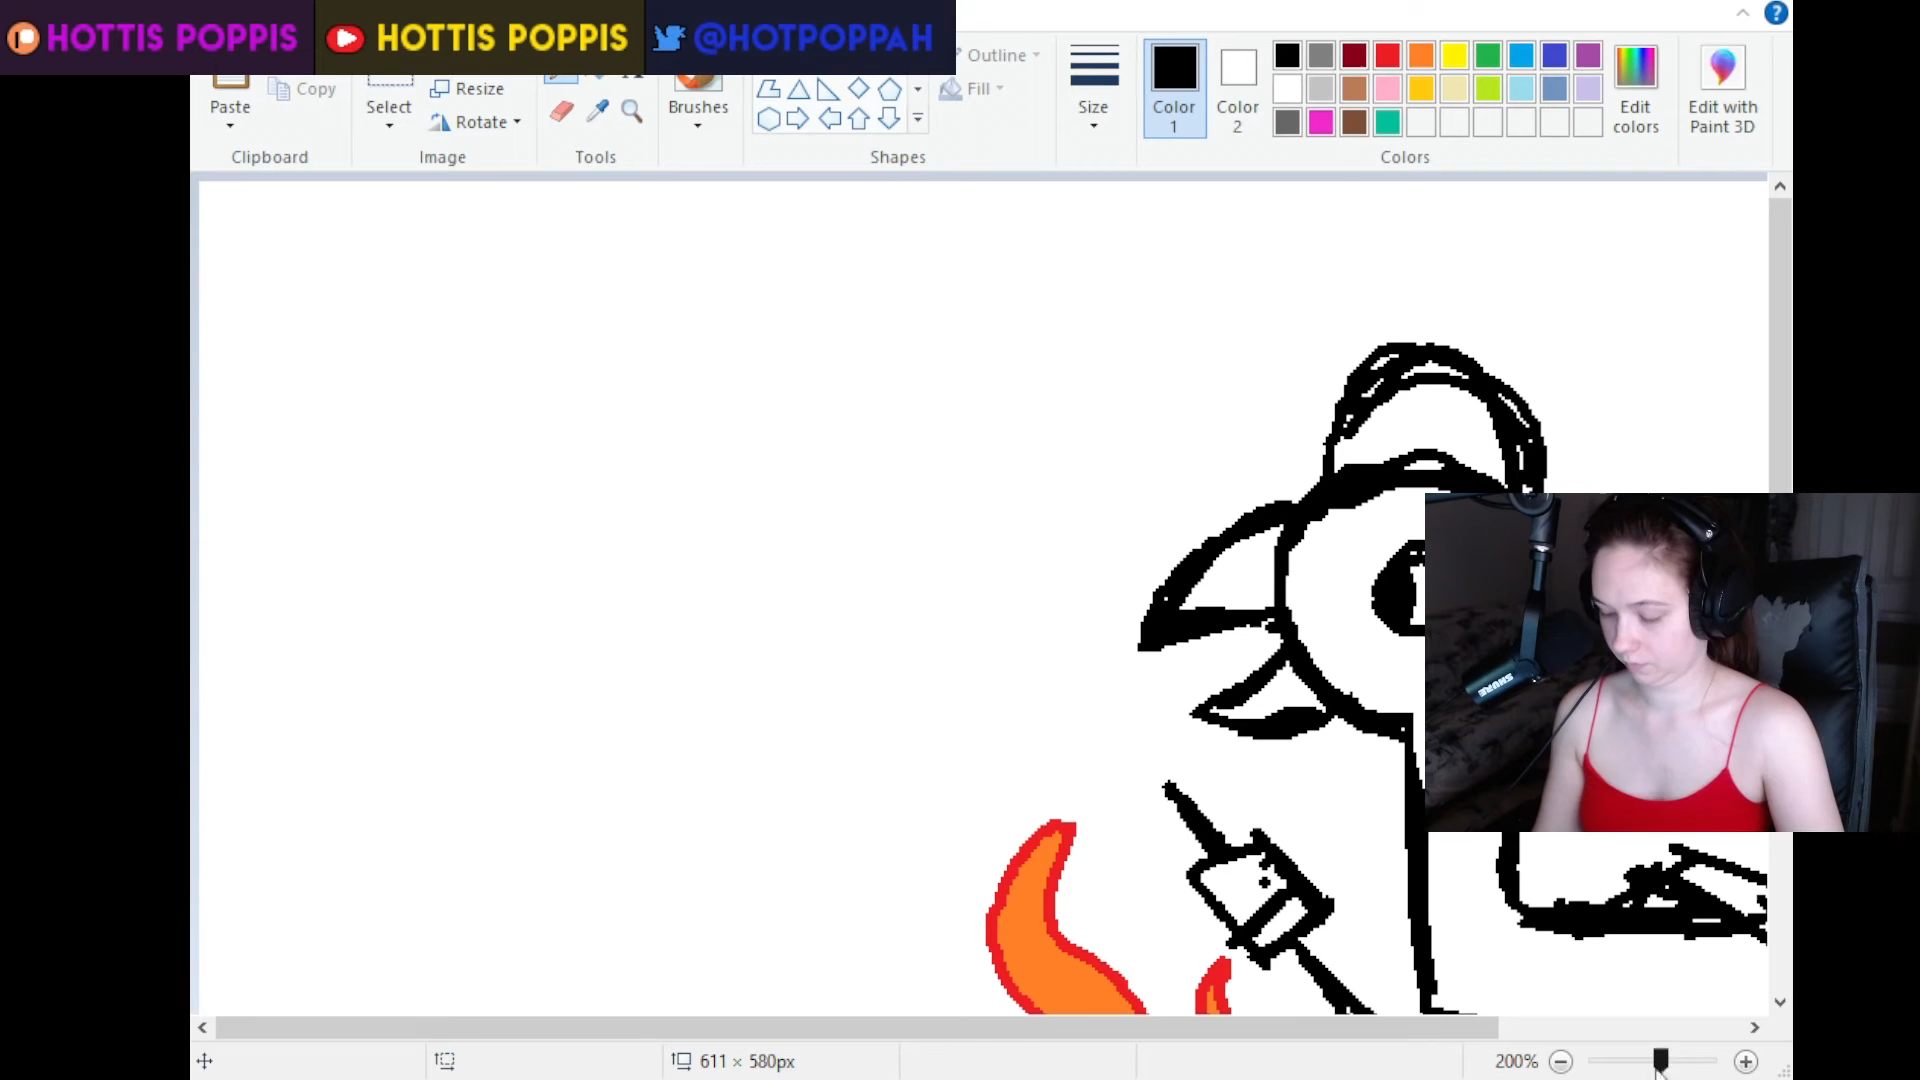 HOTTIS POPPIS
HOTTIS POPPIS
@HOTPOPPAH
Paste
Copy
Clipboard
Select
Resize
Rotate
Image
Tools
Brushes
Shapes
Outline
Fill
Size
Color
1
Color
2
Edit
colors
Colors
Edit with
Paint 3D
SHURE
611 × 580px
200%